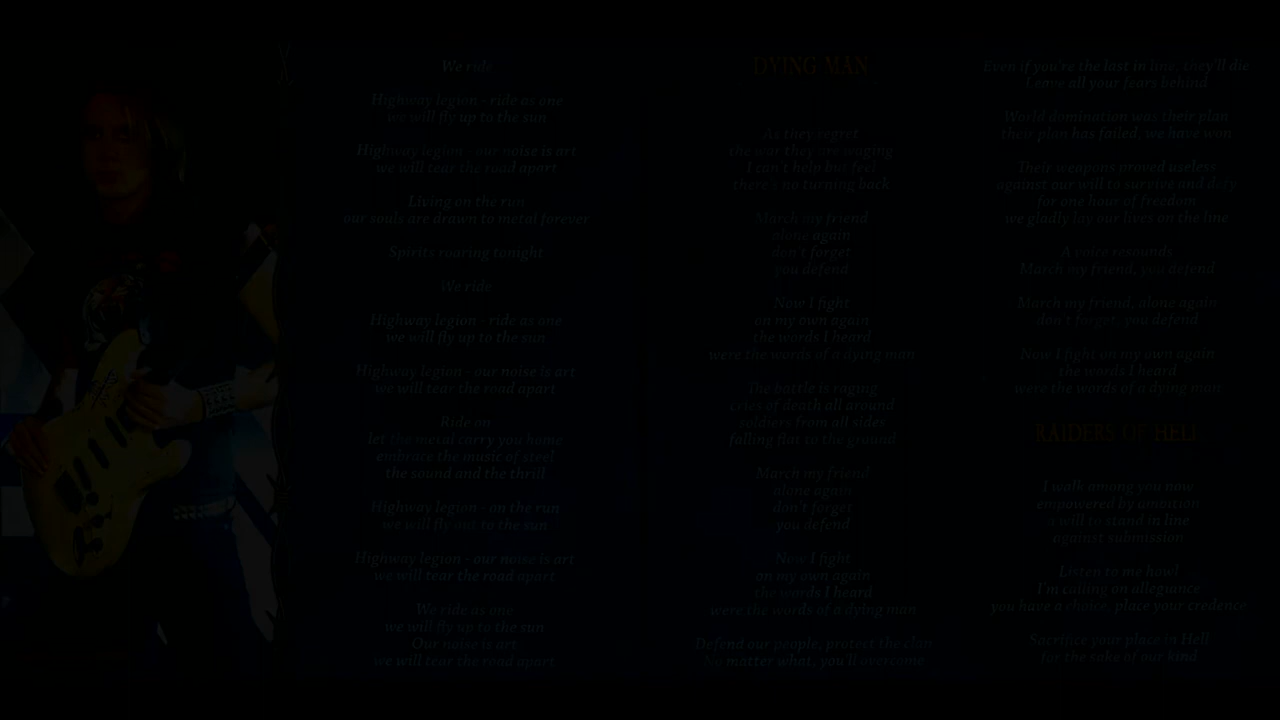 We ride
Highway legion - ride as one
we will fly up to the sun
Highway legion - our noise is art
we will tear the road apart
Living on the run
our souls are drawn to metal forever
Spirits roaring tonight
We ride
Highway legion - ride as one
we will fly up to the sun
Highway legion - our noise is art
we will tear the road apart
Ride on
let the metal carry you home
embrace the music of steel
the sound and the thrill
Highway legion - on the run
we will fly out to the sun
Highway legion - our noise is art
we will tear the road apart
We ride as one
we will fly up to the sun
Our noise is art
we will tear the road apart
DYING MAN
As they regret
the war they are waging
I can't help but feel
there's no turning back
March my friend
alone again
don't forget
you defend
Now I fight
on my own again
the words I heard
were the words of a dying man
The battle is raging,
cries of death all around
soldiers from all sides
falling flat to the ground
March my friend
alone again
don't forget
you defend
Now I fight
on my own again
the words I heard
were the words of a dying man
Defend our people, protect the clan
No matter what, you'll overcome
Even if you're the last in line, they'll die
Leave all your fears behind
World domination was their plan
their plan has failed, we have won
Their weapons proved useless
against our will to survive and defy
for one hour of freedom
we gladly lay our lives on the line
A voice resounds
March my friend, you defend
March my friend, alone again
don't forget, you defend
Now I fight on my own again
the words I heard
were the words of a dying man
RAIDERS OF HELL
I walk among you now
empowered by ambition
a will to stand in line
against submission
Listen to me howl
I'm calling on allegiance
you have a choice, place your credence
Sacrifice your place in Hell
for the sake of our kind